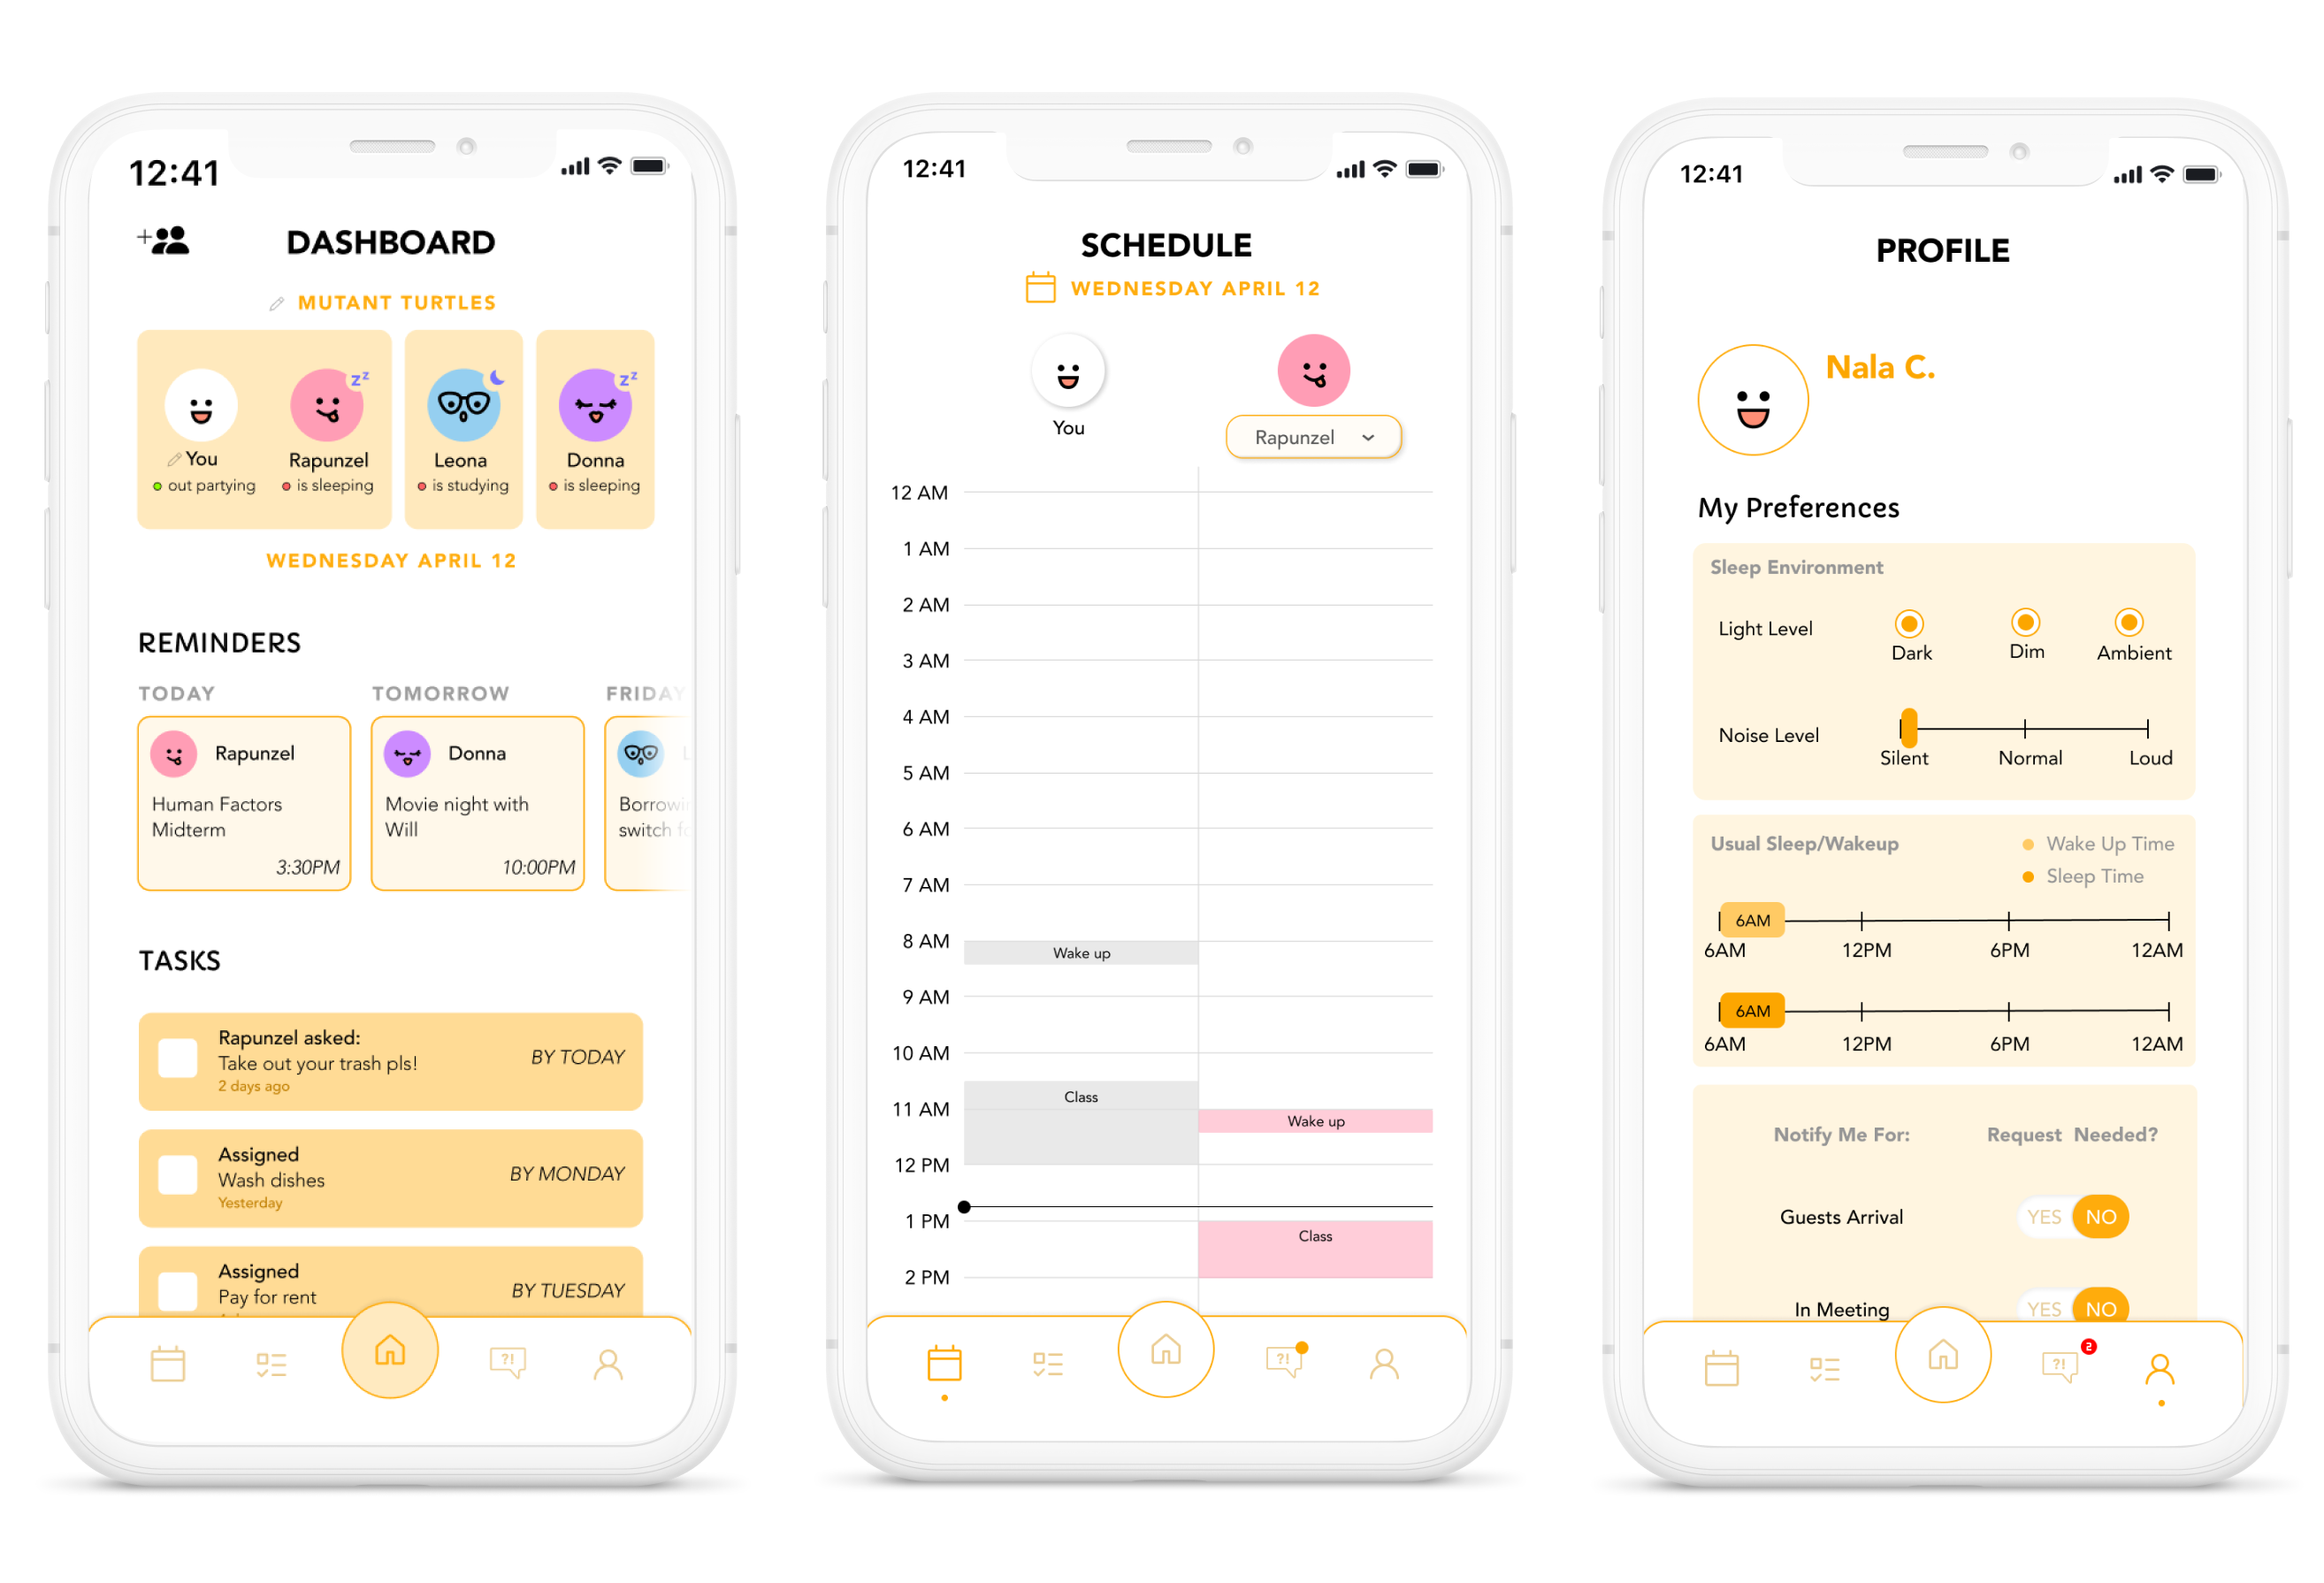 12:41
DASHBOARD
MUTANT TURTLES
zz
zz
You
Rapunzel
Leona
Donna
out partying
is sleeping
is studying
is sleeping
WEDNESDAY APRIL 12
REMINDERS
TODAY
TOMORROW
FRIDAY
Rapunzel
Donna
L
Human Factors
Midterm
Movie night with
Will
Borrowi
switch fo
3:30PM
10:00PM
TASKS
Rapunzel asked:
Take out your trash pls!
2 days ago
BY TODAY
Assigned
Wash dishes
Yesterday
BY MONDAY
Assigned
Pay for rent
BY TUESDAY
?!
12:41
SCHEDULE
WEDNESDAY APRIL 12
You
Rapunzel
12 AM
1 AM
2 AM
3 AM
4 AM
5 AM
6 AM
7 AM
8 AM
Wake up
9 AM
10 AM
Class
11 AM
Wake up
12 PM
1 PM
Class
2 PM
?!
12:41
PROFILE
Nala C.
My Preferences
Sleep Environment
Light Level
Dark
Dim
Ambient
Noise Level
Silent
Normal
Loud
Usual Sleep/Wakeup
Wake Up Time
Sleep Time
6AM
6AM 12PM 6PM 12AM
6AM
6AM 12PM 6PM 12AM
Notify Me For: Request Needed?
Guests Arrival YES NO
In Meeting YES NO
?!
2